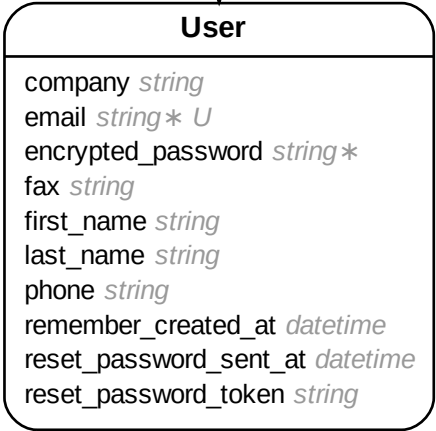 User
company string
email string∗ U
encrypted_password string∗
fax string
first_name string
last_name string
phone string
remember_created_at datetime
reset_password_sent_at datetime
reset_password_token string